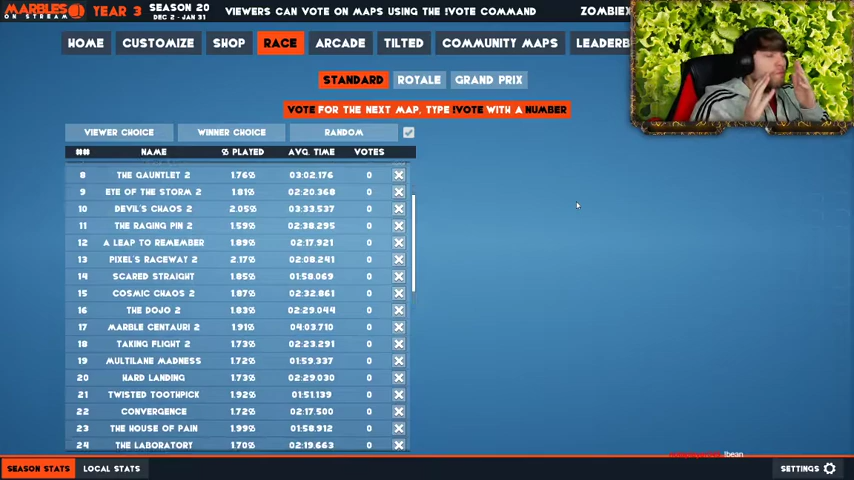 MARBLES ON STREAM YEAR 3 SEASON 20 DEC 2 - JAN 31 VIEWERS CAN VOTE ON MAPS USING THE !VOTE COMMAND ZOMBIEX
HOME CUSTOMIZE SHOP RACE ARCADE TILTED COMMUNITY MAPS LEADERB
STANDARD ROYALE GRAND PRIX
VOTE FOR THE NEXT MAP, TYPE !VOTE WITH A NUMBER
VIEWER CHOICE WINNER CHOICE RANDOM
## NAME % PLAYED AVG. TIME VOTES
8 THE GAUNTLET 2 1.76% 03:02.176 0
9 EYE OF THE STORM 2 1.81% 02:20.368 0
10 DEVIL'S CHAOS 2 2.05% 03:33.537 0
11 THE RAGING PIN 2 1.59% 02:38.295 0
12 A LEAP TO REMEMBER 1.89% 02:17.921 0
13 PIXEL'S RACEWAY 2 2.17% 02:08.241 0
14 SCARED STRAIGHT 1.85% 01:58.069 0
15 COSMIC CHAOS 2 1.87% 02:32.861 0
16 THE DOJO 2 1.83% 02:29.044 0
17 MARBLE CENTAURI 2 1.91% 04:03.710 0
18 TAKING FLIGHT 2 1.73% 02:23.291 0
19 MULTILANE MADNESS 1.72% 01:59.337 0
20 HARD LANDING 1.73% 02:29.030 0
21 TWISTED TOOTHPICK 1.92% 01:51.139 0
22 CONVERGENCE 1.72% 02:17.500 0
23 THE HOUSE OF PAIN 1.99% 01:58.912 0
24 THE LABORATORY 1.70% 02:19.663 0
!bean
SEASON STATS LOCAL STATS SETTINGS